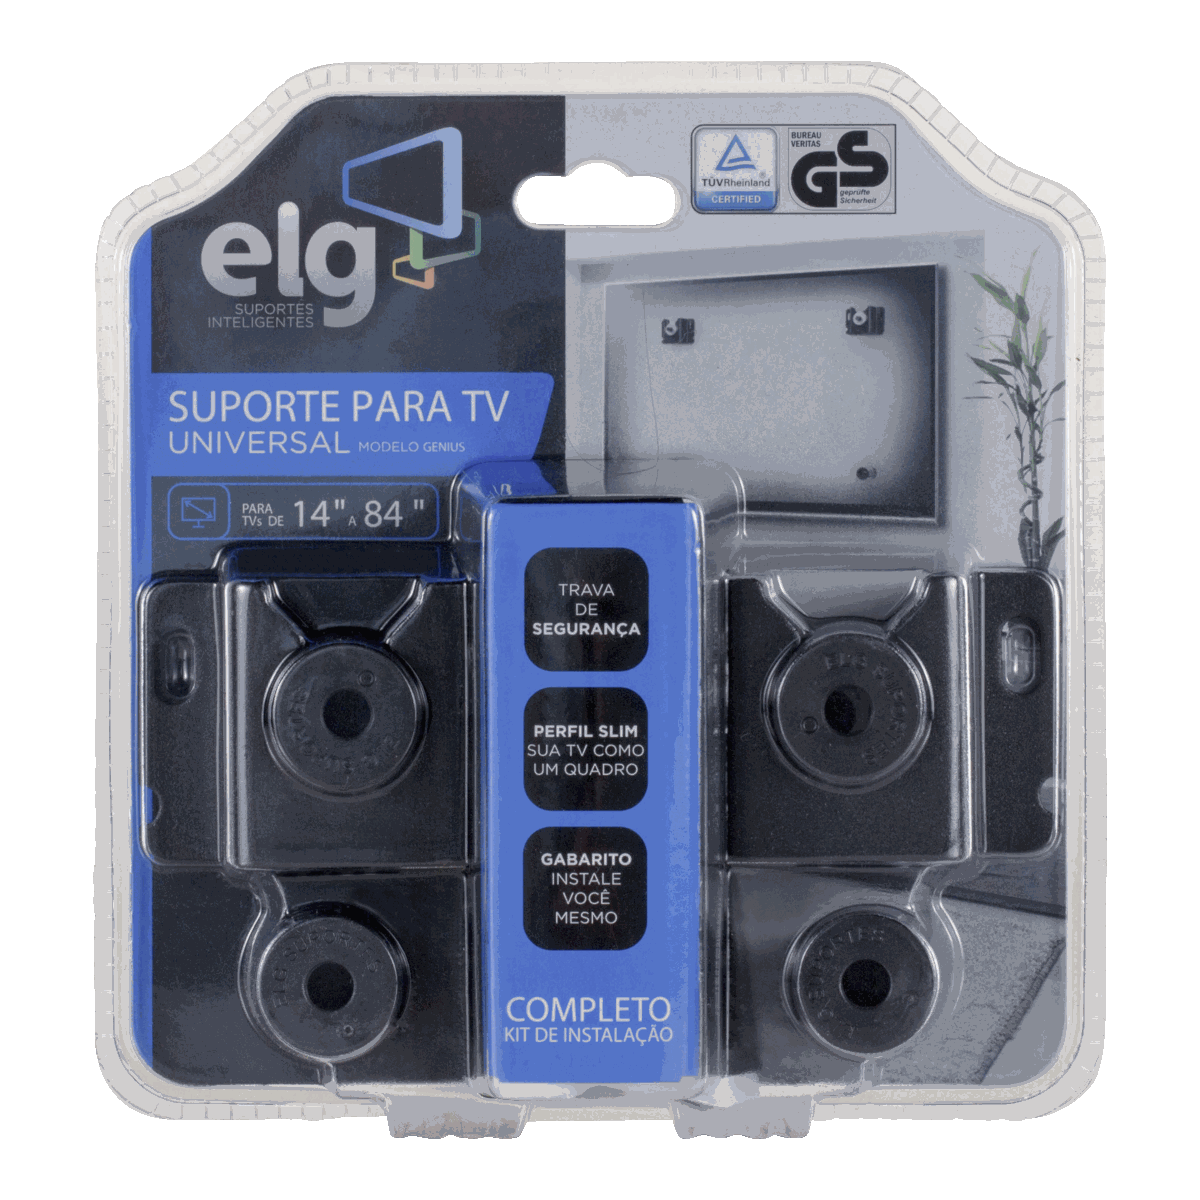 elg
SUPORTES
INTELIGENTES
TÜVRheinland
CERTIFIED
BUREAU
VERITAS
GS
geprüfte
Sicherheit
SUPORTE PARA TV
UNIVERSAL MODELO GENIUS
PARA
TVs DE 14" A 84 "
TRAVA
DE
SEGURANÇA
PERFIL SLIM
SUA TV COMO
UM QUADRO
GABARITO
INSTALE
VOCÊ
MESMO
COMPLETO
KIT DE INSTALAÇÃO
ELG SUPORTES